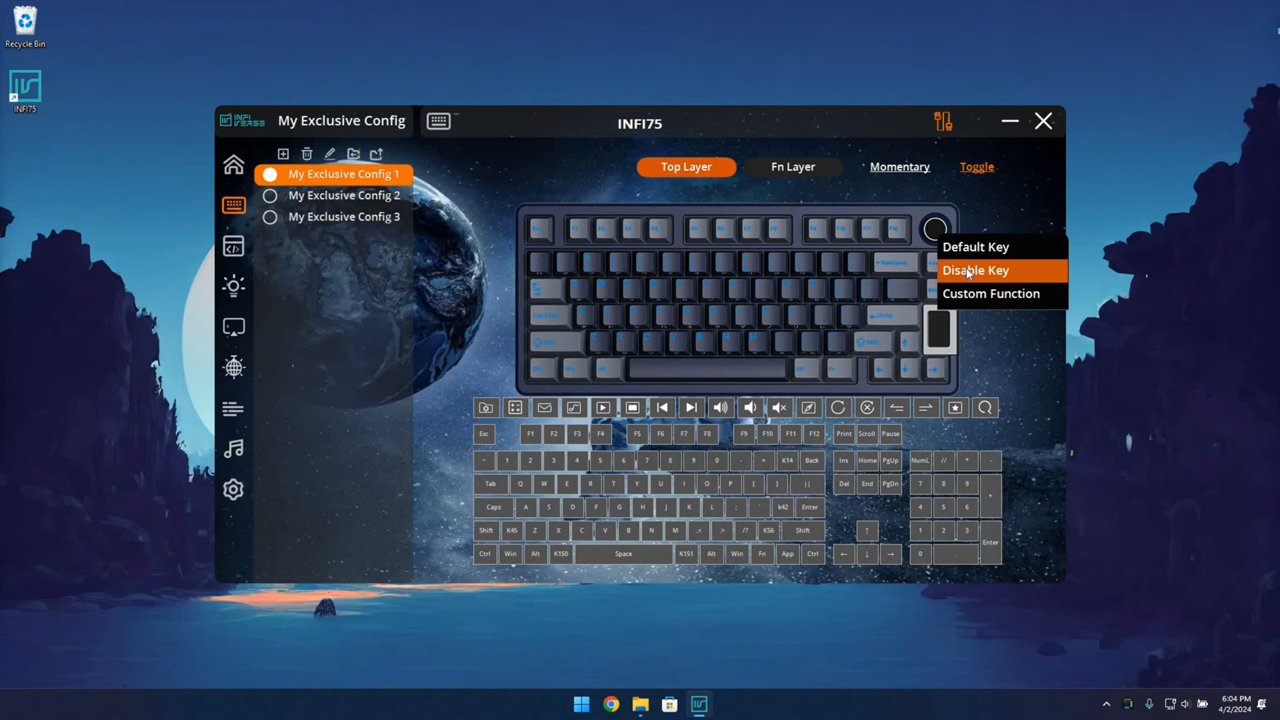 Recycle Bin
INFI75
INFI VERSE
My Exclusive Config
INFI75
My Exclusive Config 1
My Exclusive Config 2
My Exclusive Config 3
Top Layer
Fn Layer
Momentary
Toggle
Default Key
Disable Key
Custom Function
Esc F1 F2 F3 F4 F5 F6 F7 F8 F9 F10 F11 F12 Print Scroll Pause
~ 1 2 3 4 5 6 7 8 9 0 - = K14 Back Ins Home PgUp NumL // * -
Tab Q W E R T Y U I O P [ ] | | Del End PgDn 7 8 9 +
Caps A S D F G H J K L ; ' k42 Enter 4 5 6
Shift K45 Z X C V B N M .< > /? K56 Shift ↑ 1 2 3 Enter
Ctrl Win Alt K150 Space K151 Alt Win Fn App Ctrl ← ↓ → 0 .
6:04 PM
4/2/2024